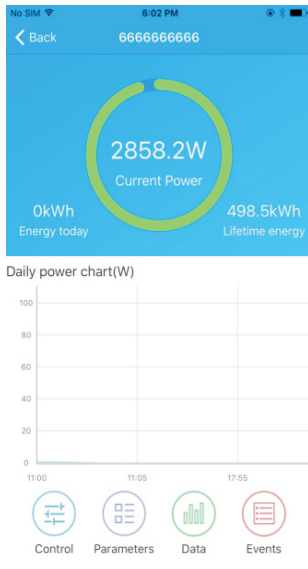 No SIM 6:02 PM
Back 6666666666
2858.2W
Current Power
0kWh 498.5kWh
Energy today Lifetime energy
Daily power chart(W)
100
80
60
40
20
0
11:00 11:05 17:55
Control Parameters Data Events